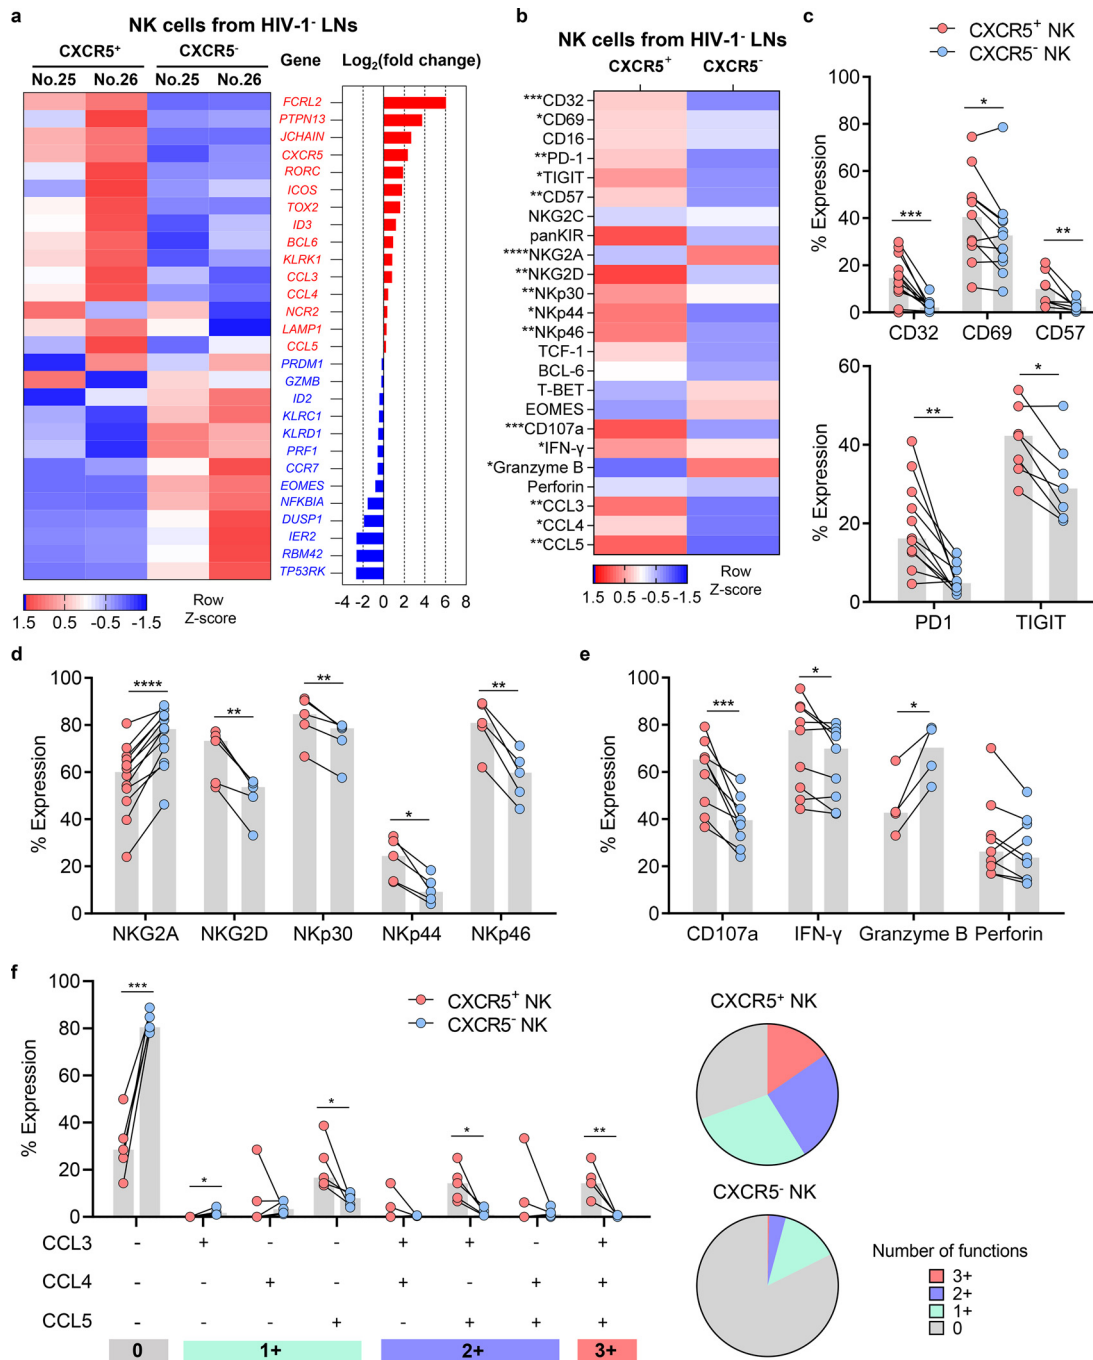 a
NK cells from HIV-1- LNs
CXCR5+ CXCR5- Gene Log2(fold change)
No.25 No.26 No.25 No.26
FCRL2
PTPN13
JCHAIN
CXCR5
RORC
ICOS
TOX2
ID3
BCL6
KLRK1
CCL3
CCL4
NCR2
LAMP1
CCL5
PRDM1
GZMB
ID2
KLRC1
KLRD1
PRF1
CCR7
EOMES
NFKBIA
DUSP1
IER2
RBM42
TP53RK
-4 -2 0 2 4 6 8
1.5 0.5 -0.5 -1.5
Row
Z-score
b
NK cells from HIV-1- LNs
CXCR5+ CXCR5-
***CD32
*CD69
CD16
**PD-1
*TIGIT
**CD57
NKG2C
panKIR
****NKG2A
**NKG2D
**NKp30
*NKp44
**NKp46
TCF-1
BCL-6
T-BET
EOMES
***CD107a
*IFN-γ
*Granzyme B
Perforin
**CCL3
*CCL4
**CCL5
1.5 0.5 -0.5 -1.5
Row
Z-score
c
CXCR5+ NK
CXCR5- NK
% Expression
100
80
60
40
20
0
***
*
**
CD32 CD69 CD57
% Expression
60
40
20
0
**
*
PD1 TIGIT
d
% Expression
100
80
60
40
20
0
****
**
**
*
**
NKG2A NKG2D NKp30 NKp44 NKp46
e
% Expression
100
80
60
40
20
0
***
*
*
CD107a IFN-γ Granzyme B Perforin
f
% Expression
100
80
60
40
20
0
***
*
*
*
**
CXCR5+ NK
CXCR5- NK
CCL3 - + - - + + - +
CCL4 - - + - + - + +
CCL5 - - - + - + + +
0 1+ 2+ 3+
CXCR5+ NK
CXCR5- NK
Number of functions
3+
2+
1+
0